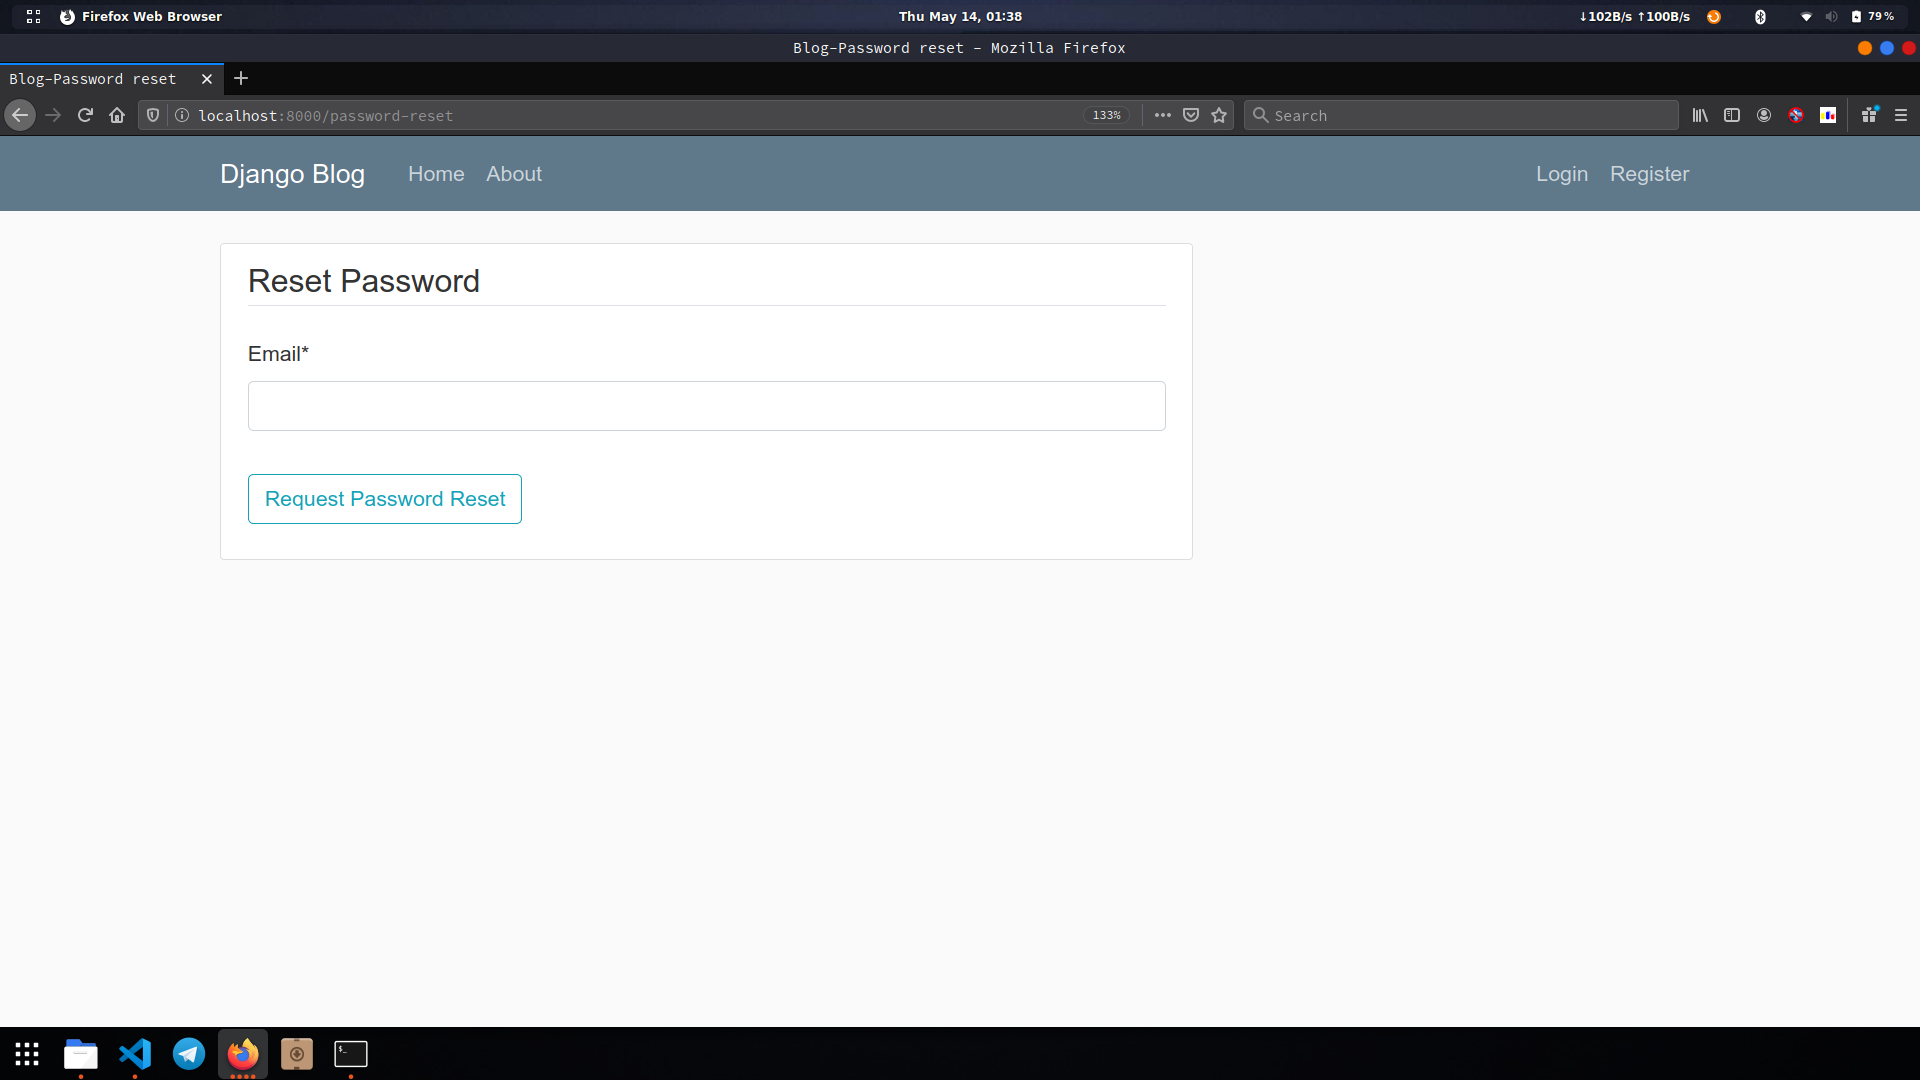 Firefox Web Browser
Thu May 14, 01:38
↓102B/s ↑100B/s
79 %
Blog-Password reset - Mozilla Firefox
Blog-Password reset
localhost:8000/password-reset
133%
Search
Django Blog
Home
About
Login
Register
Reset Password
Email*
Request Password Reset
$_